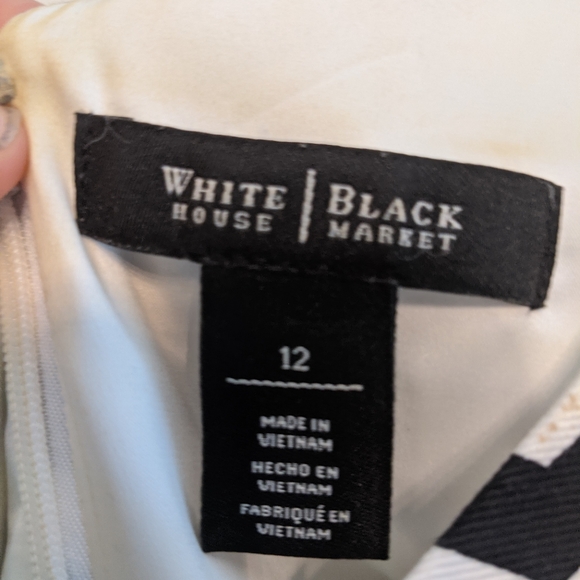 WHITE | BLACK
HOUSE | MARKET
12
MADE IN
VIETNAM
HECHO EN
VIETNAM
FABRIQUÉ EN
VIETNAM